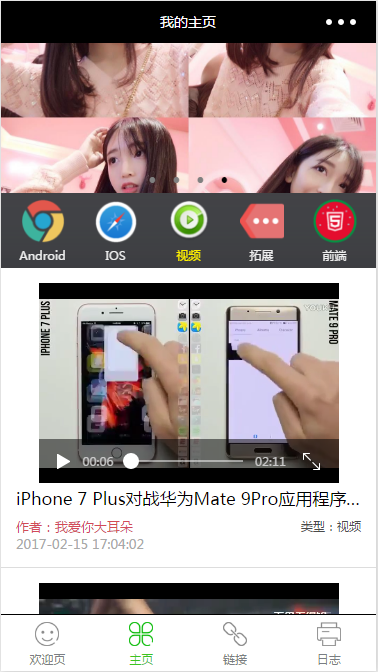 我的主页
Android
IOS
视频
拓展
前端
IPHONE 7 PLUS
MATE 9 PRO
00:06
02:11
iPhone 7 Plus对战华为Mate 9Pro应用程序...
作者：我爱你大耳朵
类型：视频
2017-02-15 17:04:02
欢迎页
主页
链接
日志